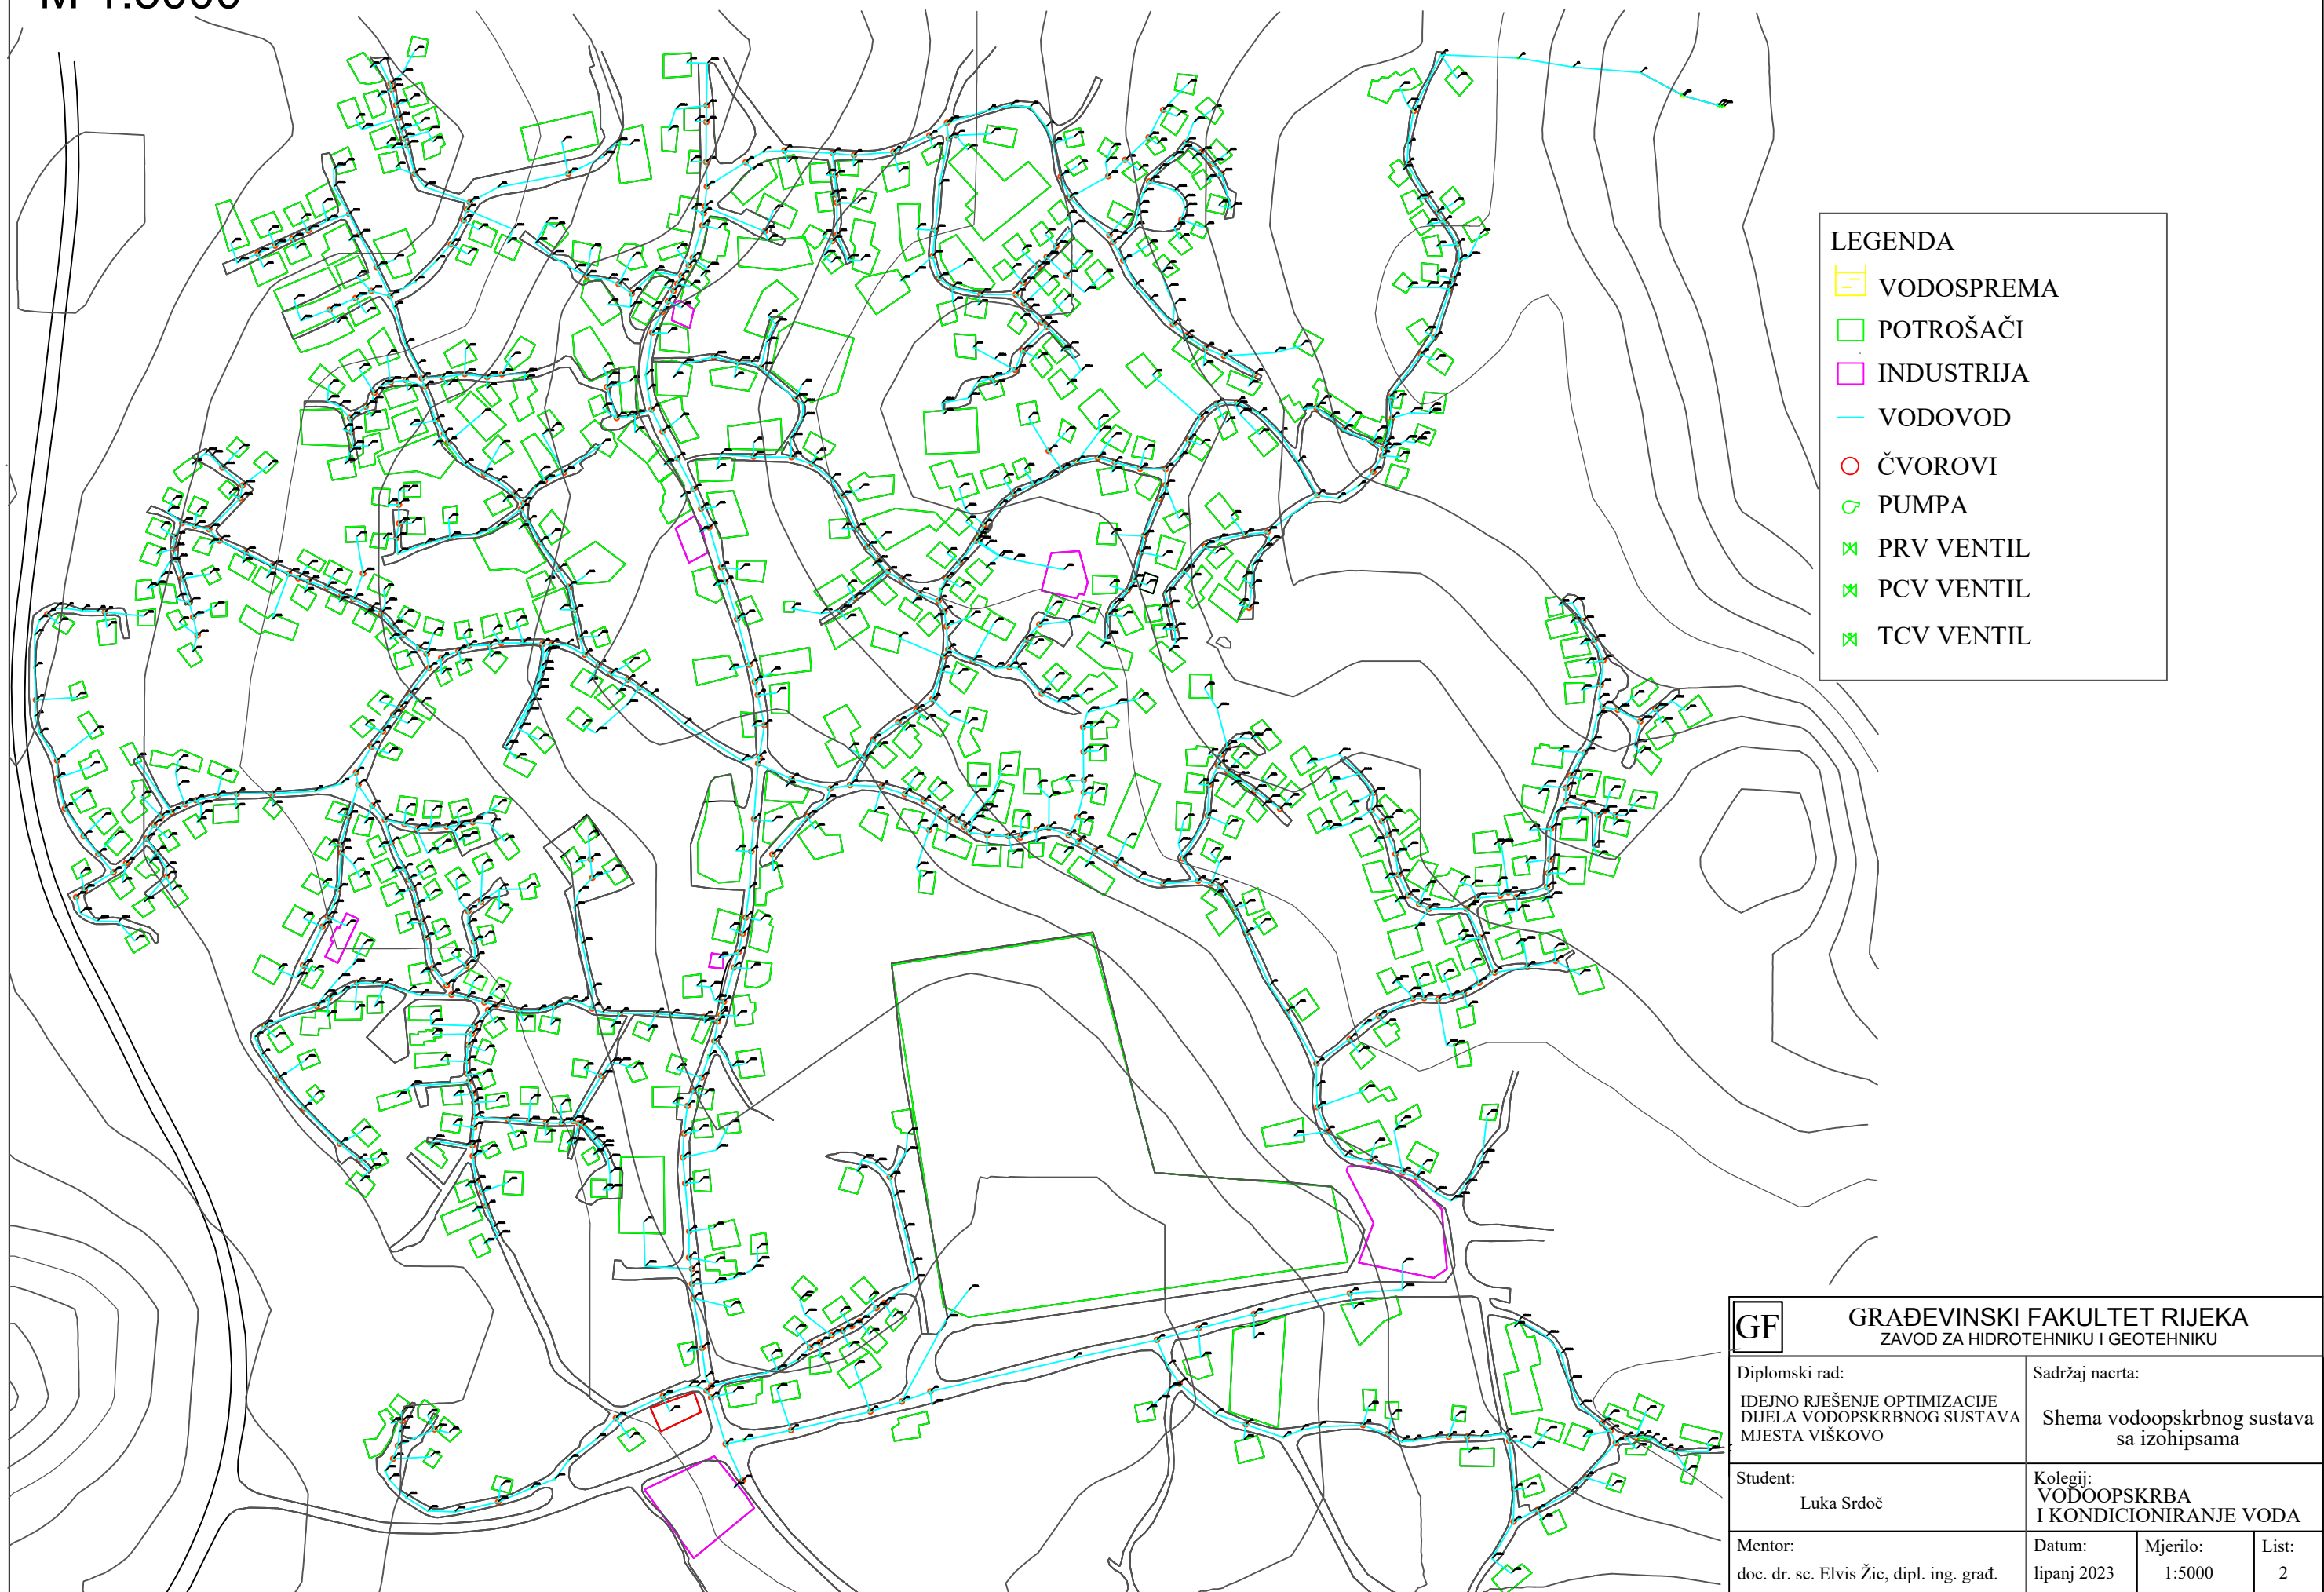 M 1:5000
LEGENDA
VODOSPREMA
POTROŠAČI
INDUSTRIJA
VODOVOD
ČVOROVI
PUMPA
PRV VENTIL
PCV VENTIL
TCV VENTIL
GF
GRAĐEVINSKI FAKULTET RIJEKA
ZAVOD ZA HIDROTEHNIKU I GEOTEHNIKU
Diplomski rad:
IDEJNO RJEŠENJE OPTIMIZACIJE
DIJELA VODOPSKRBNOG SUSTAVA
MJESTA VIŠKOVO
Sadržaj nacrta:
Shema vodoopskrbnog sustava
sa izohipsama
Student:
Luka Srdoč
Kolegij:
VODOOPSKRBA
I KONDICIONIRANJE VODA
Mentor:
doc. dr. sc. Elvis Žic, dipl. ing. građ.
Datum:
lipanj 2023
Mjerilo:
1:5000
List:
2